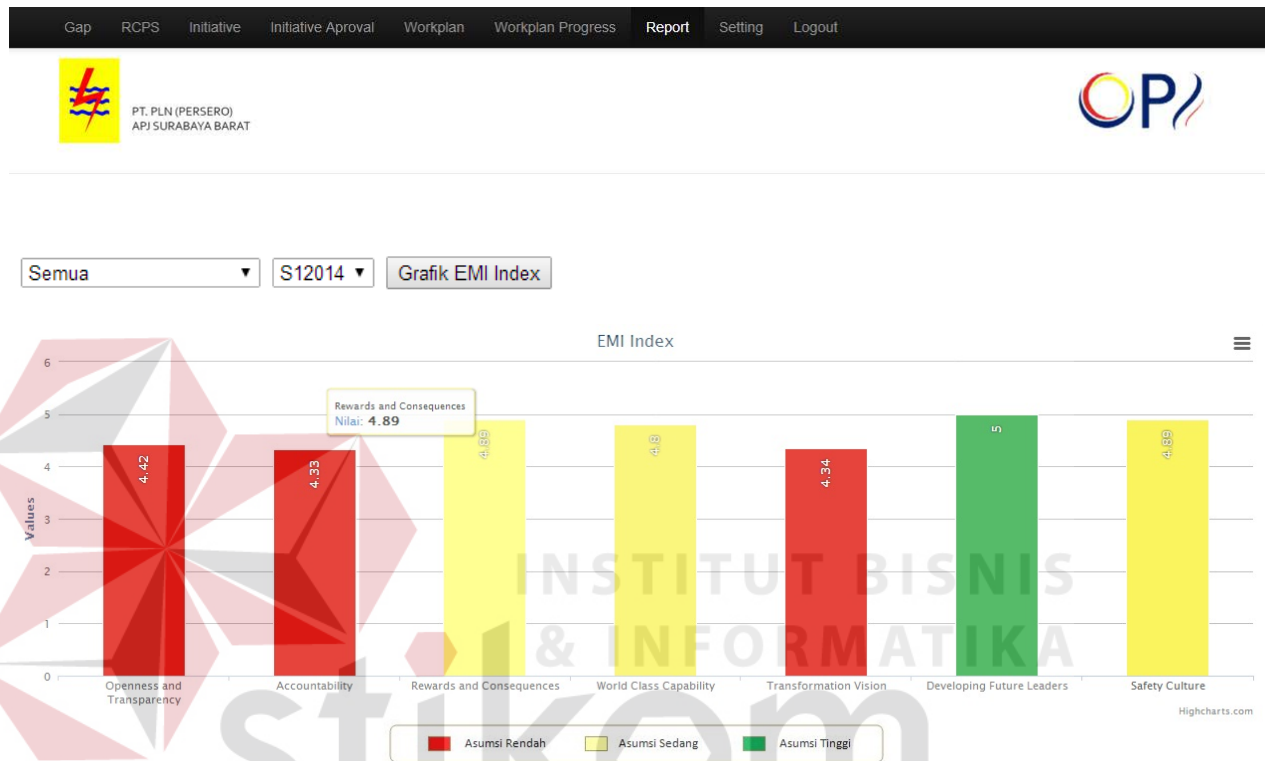 Gap RCPS Initiative Initiative Aproval Workplan Workplan Progress Report Setting Logout
PT. PLN (PERSERO)
APJ SURABAYA BARAT
OPI
Semua S12014 Grafik EMI Index
EMI Index
6
5
4
3
2
1
0
Values
Rewards and Consequences
Nilai: 4.89
4.42
4.33
4.89
4.8
4.34
5
4.89
Openness and
Transparency
Accountability
Rewards and Consequences
World Class Capability
Transformation Vision
Developing Future Leaders
Safety Culture
Highcharts.com
Asumsi Rendah Asumsi Sedang Asumsi Tinggi
INSTITUT BISNIS
& INFORMATIKA
stikom